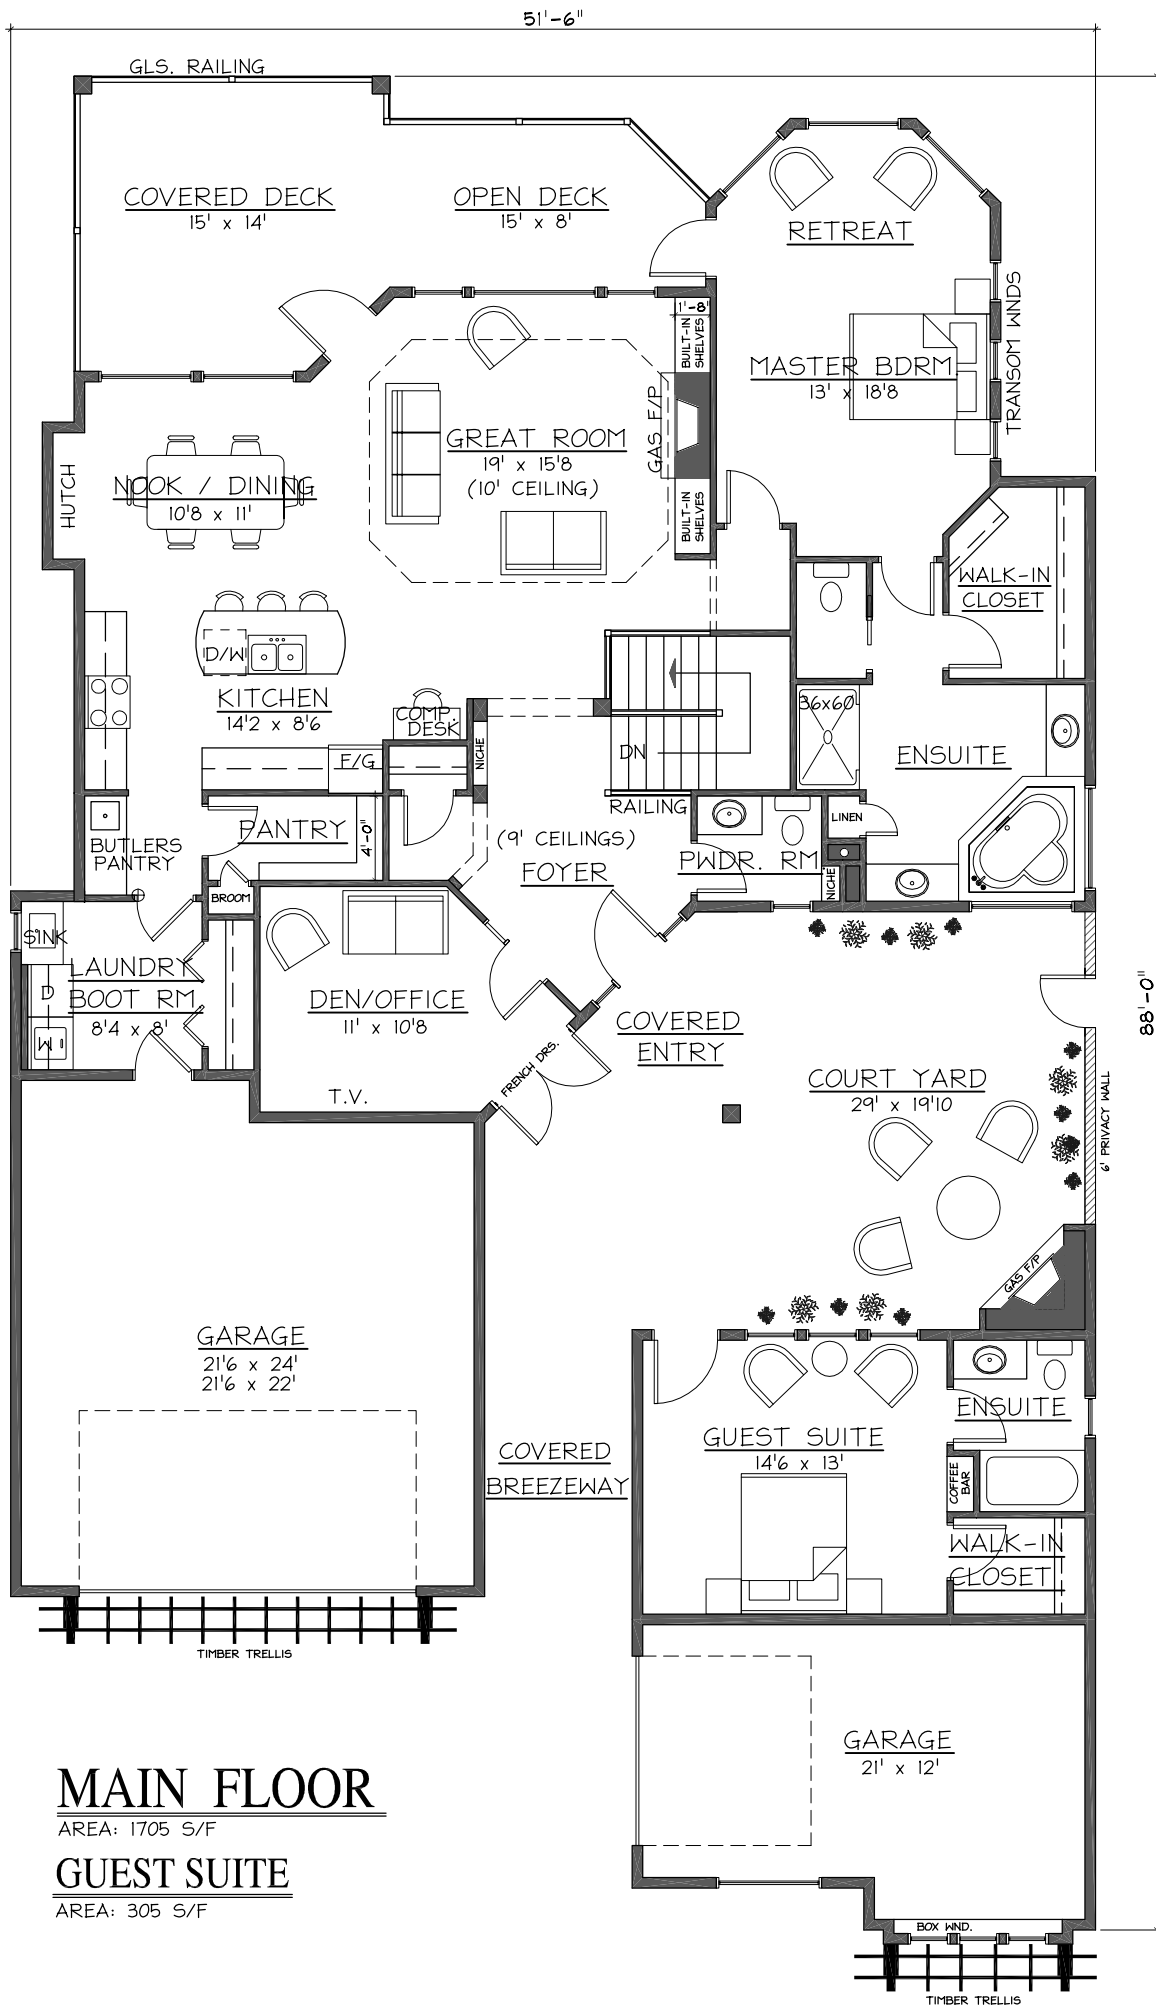 51'-6"
GLS. RAILING
COVERED DECK
15' x 14'
OPEN DECK
15' x 8'
RETREAT
1'-8"
BUILT-IN
SHELVES
TRANSOM WNDS
MASTER BDRM
13' x 18'8
GAS F/P
GREAT ROOM
19' x 15'8
(10' CEILING)
HUTCH
NOOK / DINING
10'8 x 11'
BUILT-IN
SHELVES
WALK-IN
CLOSET
D/W
KITCHEN
14'2 x 8'6
COMP.
DESK
36x60
NICHE
DN
ENSUITE
F/G
RAILING
LINEN
BUTLERS
PANTRY
PANTRY
4'-0"
(9' CEILINGS)
FOYER
PWDR. RM.
NICHE
BROOM
SINK
LAUNDRY
BOOT RM.
8'4 x 8'
D
W
DEN/OFFICE
11' x 10'8
COVERED
ENTRY
88'-0"
FRENCH DRS.
T.V.
COURT YARD
29' x 19'10
6' PRIVACY WALL
GAS F/P
GARAGE
21'6 x 24'
21'6 x 22'
COVERED
BREEZEWAY
GUEST SUITE
14'6 x 13'
ENSUITE
COFFEE
BAR
WALK-IN
CLOSET
TIMBER TRELLIS
GARAGE
21' x 12'
MAIN FLOOR
AREA: 1705 S/F
GUEST SUITE
AREA: 305 S/F
BOX WND.
TIMBER TRELLIS